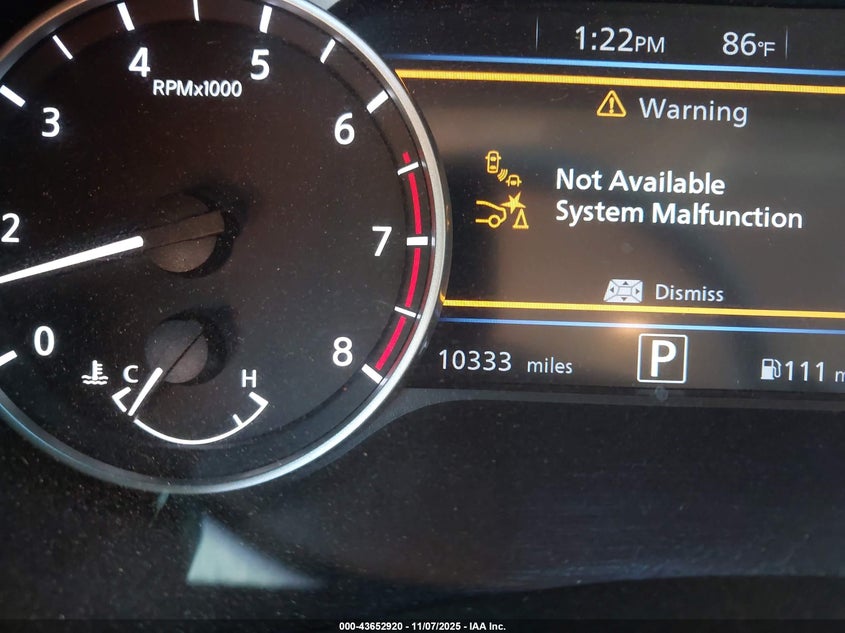 1:22PM 86°F
4 5
RPMx1000
3 6
Warning
Not Available
System Malfunction
2 7
Dismiss
0 8
10333 miles P 111 m
C H
000-43652920 - 11/07/2025 - IAA Inc.